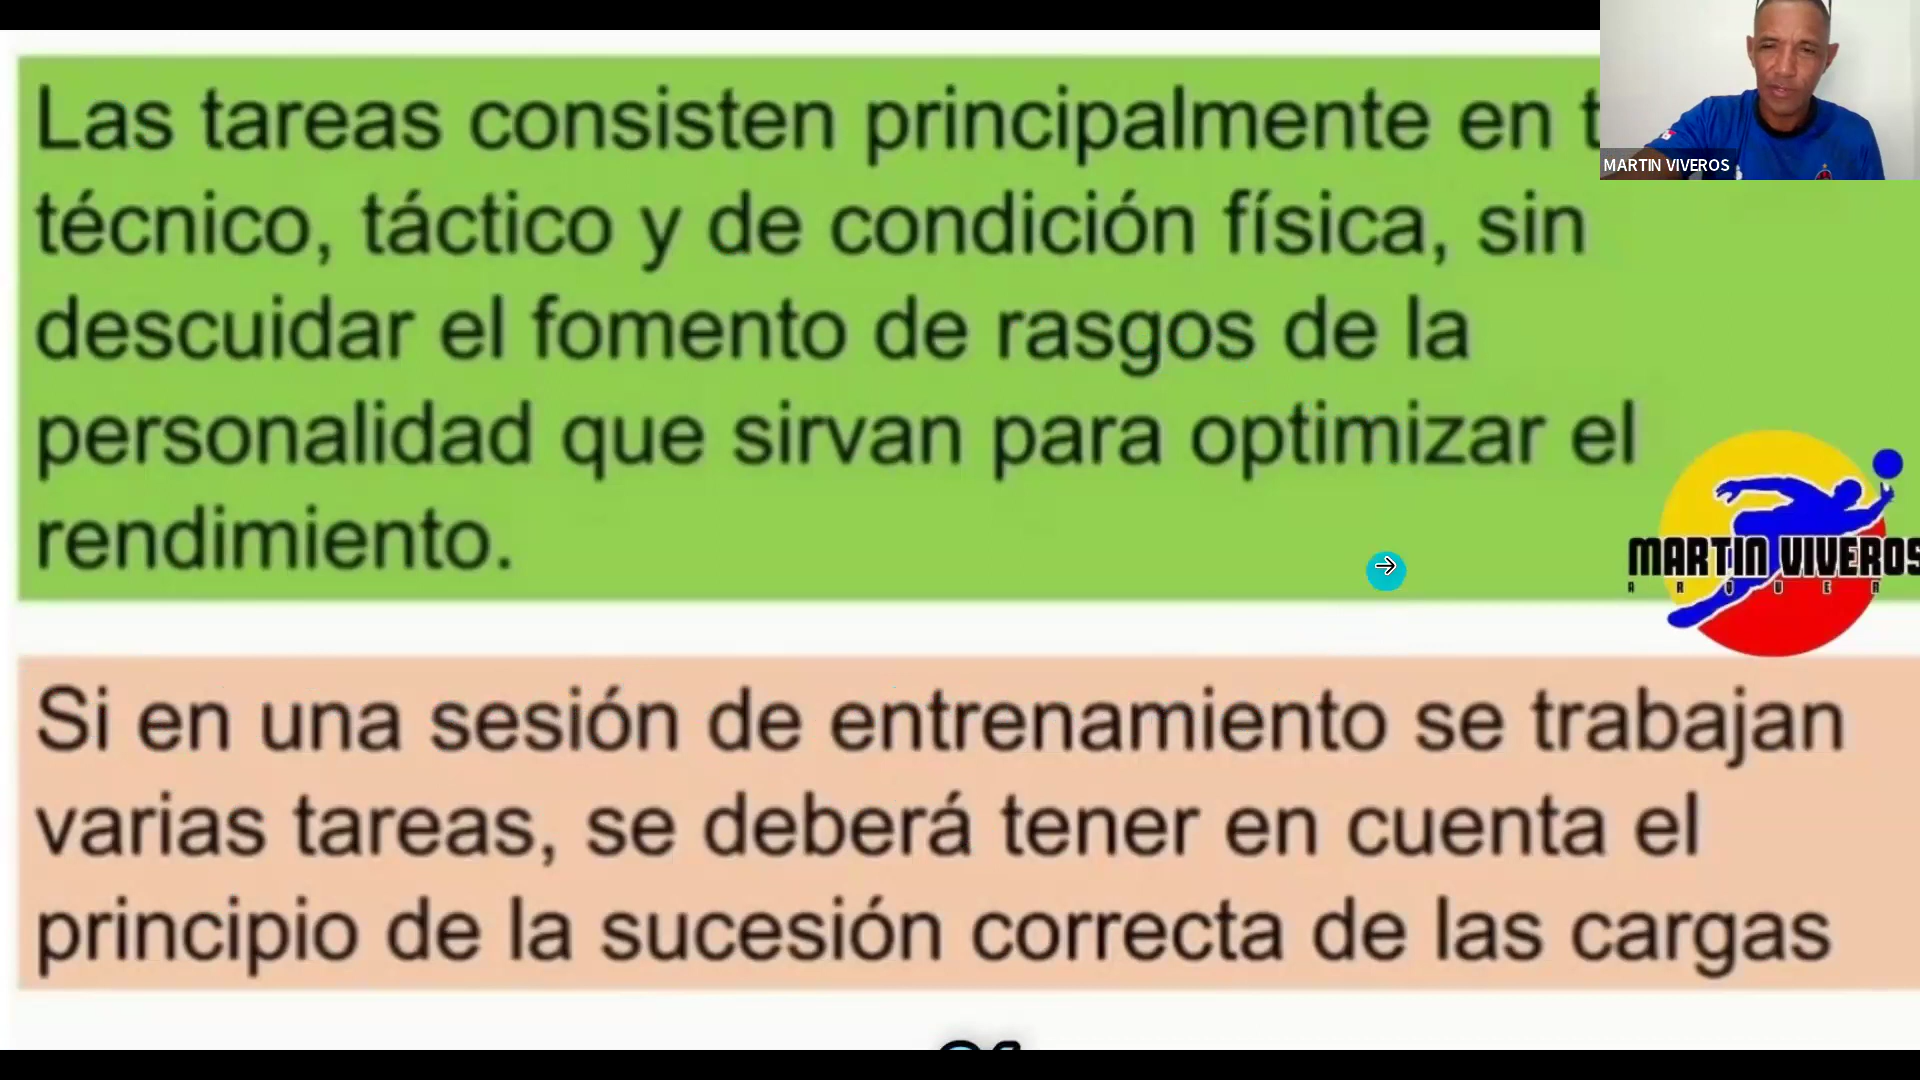 Las tareas consisten principalmente en
técnico, táctico y de condición física, sin
descuidar el fomento de rasgos de la
personalidad que sirvan para optimizar el
rendimiento.
MARTIN VIVEROS
MARTIN VIVEROS
Si en una sesión de entrenamiento se trabajan
varias tareas, se deberá tener en cuenta el
principio de la sucesión correcta de las cargas